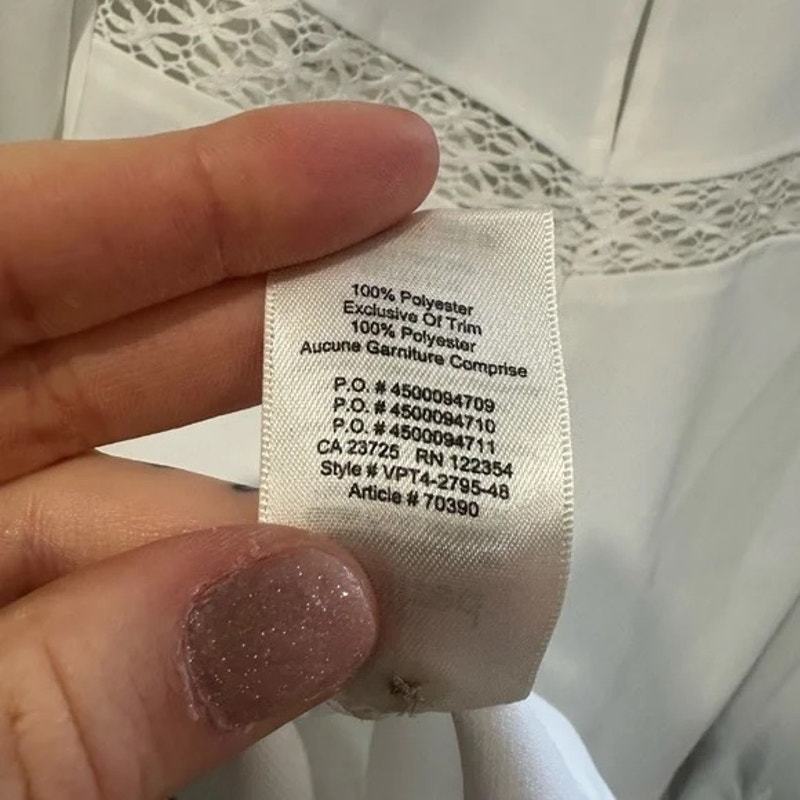 100% Polyester
Exclusive Of Trim
100% Polyester
Aucune Garniture Comprise
P.O. # 4500094709
P.O. # 4500094710
P.O. # 4500094711
CA 23725 RN 122354
Style # VPT4-2795-48
Article # 70390